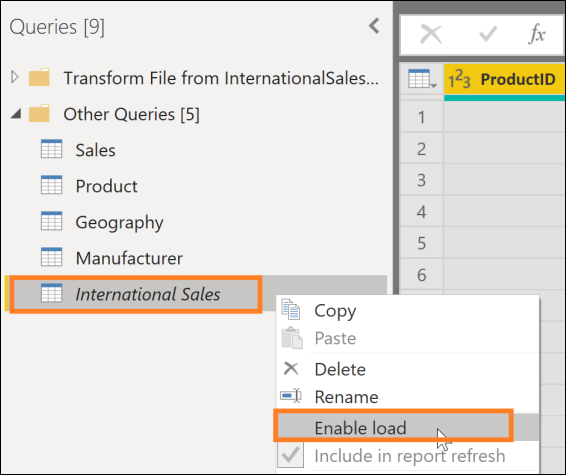 Queries [9]
Transform File from InternationalSales...
Other Queries [5]
Sales
Product
Geography
Manufacturer
International Sales
Copy
Paste
Delete
Rename
Enable load
Include in report refresh
fx
1 2 3 ProductID
1
2
3
4
5
6